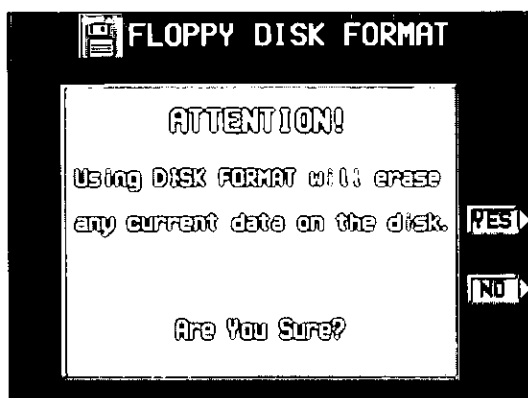 FLOPPY DISK FORMAT
ATTENTION!
Using DISK FORMAT will erase
any current data on the disk.
YES
NO
Are You Sure?